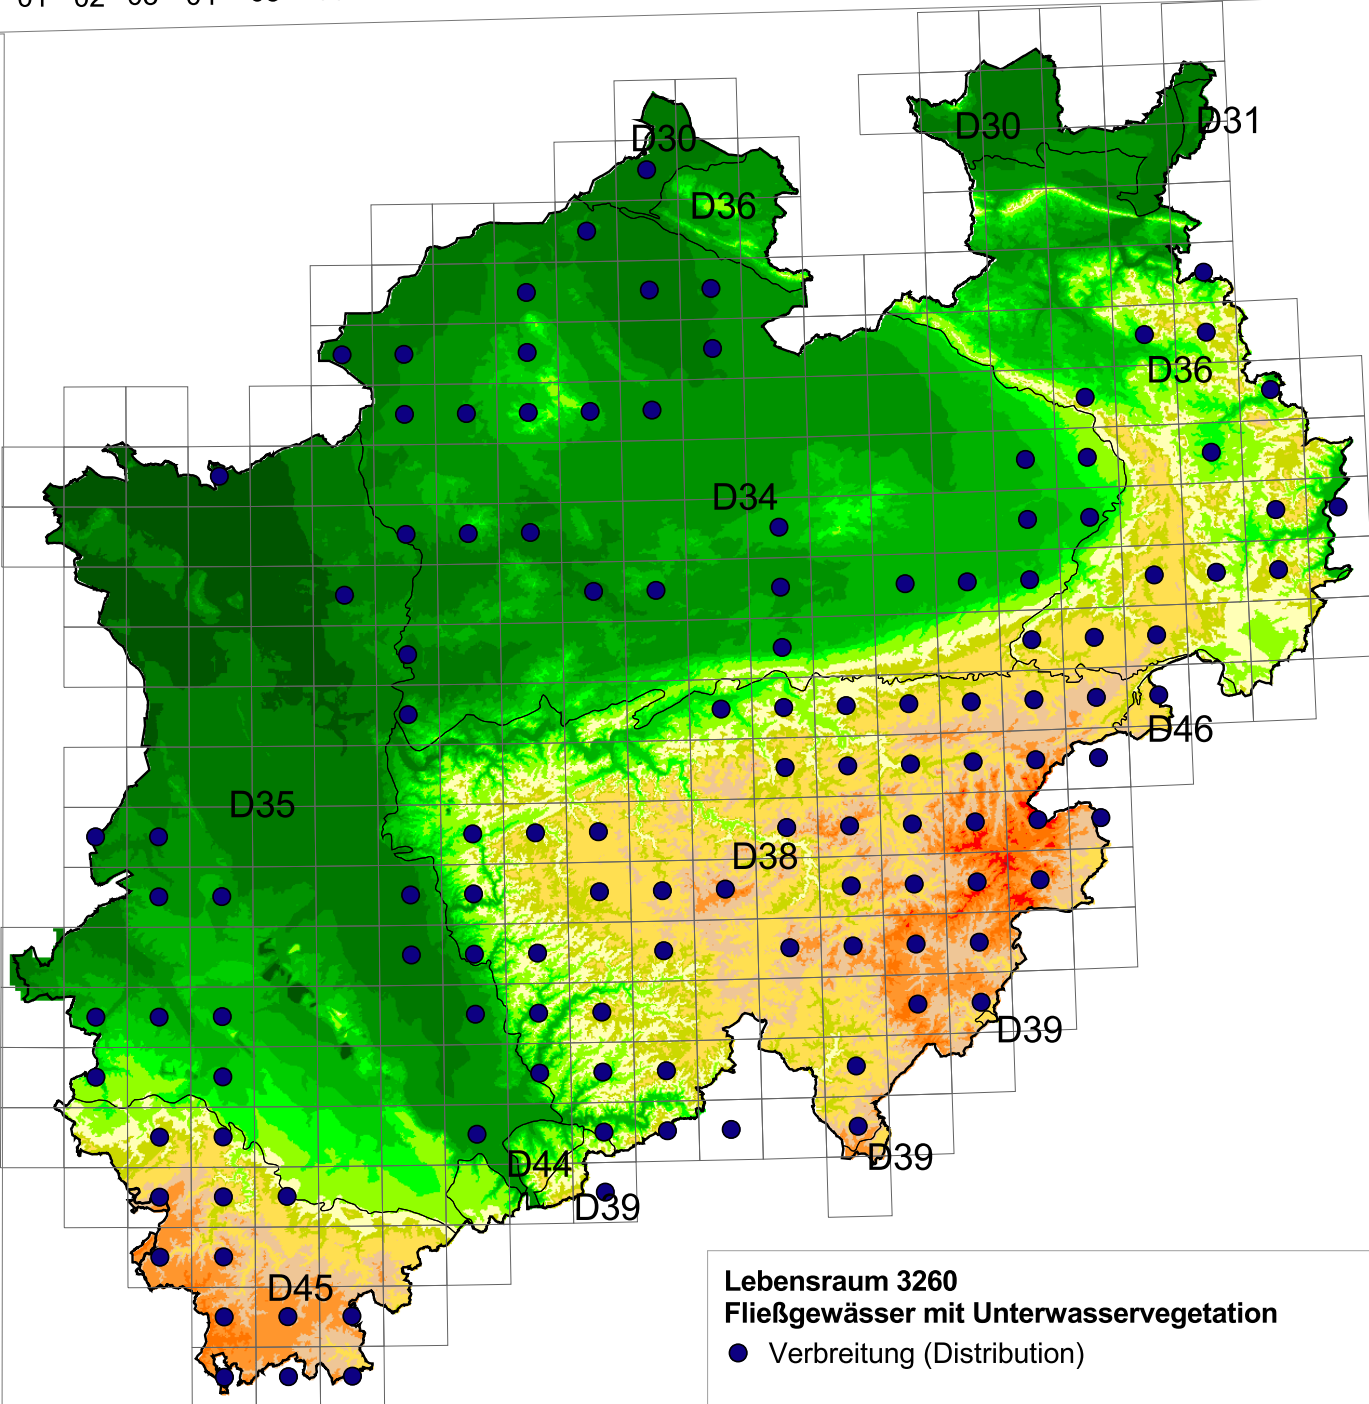 D30
D30
D31
D36
D36
D34
D46
D35
D38
D39
D39
D44
D39
D45
Lebensraum 3260
Fließgewässer mit Unterwasservegetation
Verbreitung (Distribution)